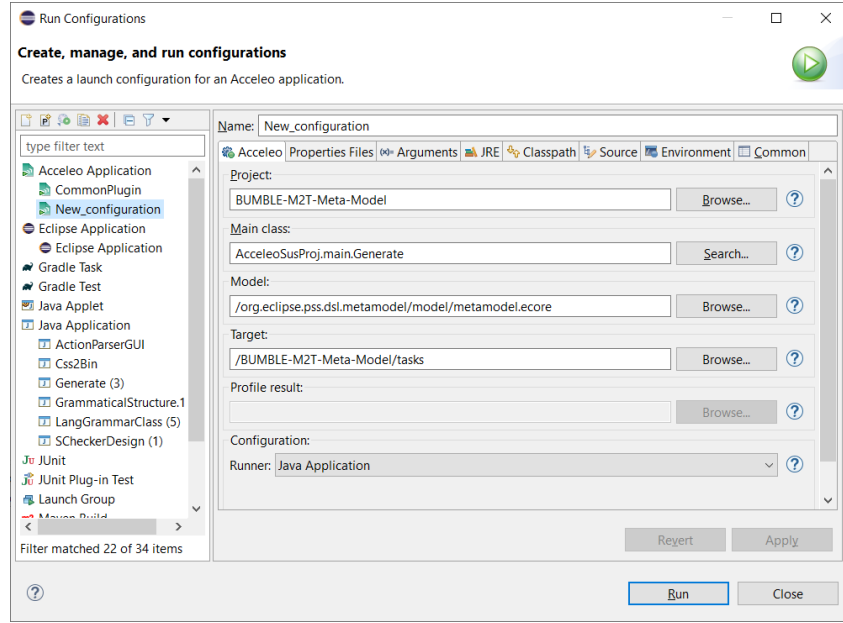 Run Configurations
Create, manage, and run configurations
Creates a launch configuration for an Acceleo application.
type filter text
Acceleo Application
CommonPlugin
New_configuration
Eclipse Application
Eclipse Application
Gradle Task
Gradle Test
Java Applet
Java Application
ActionParserGUI
Css2Bin
Generate (3)
GrammaticalStructure.1
LangGrammarClass (5)
SCheckerDesign (1)
JUnit
JUnit Plug-in Test
Launch Group
Maven Build
Filter matched 22 of 34 items
Name: New_configuration
Acceleo Properties Files Arguments JRE Classpath Source Environment Common
Project:
BUMBLE-M2T-Meta-Model Browse...
Main class:
AcceleoSusProj.main.Generate Search...
Model:
/org.eclipse.pss.dsl.metamodel/model/metamodel.ecore Browse...
Target:
/BUMBLE-M2T-Meta-Model/tasks Browse...
Profile result:
Browse...
Configuration:
Runner: Java Application
Revert Apply
Run Close